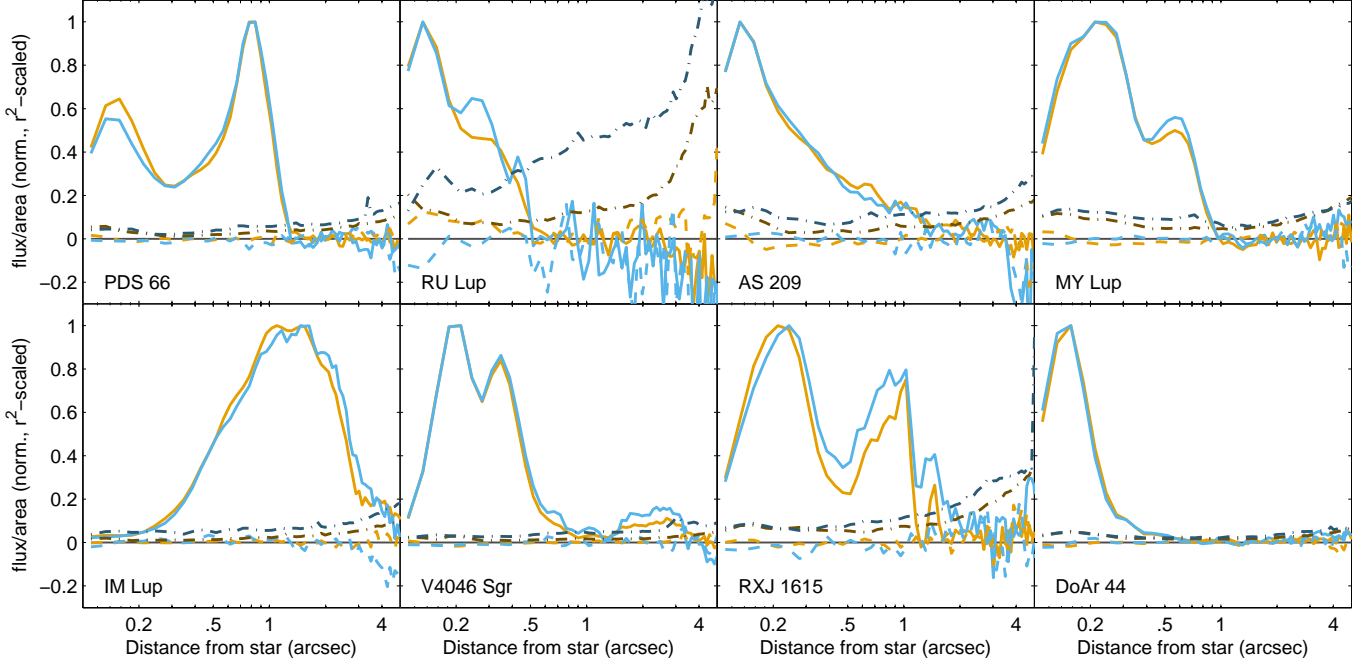 flux/area (norm., r²−scaled)
1
0.8
0.6
0.4
0.2
0
−0.2
PDS 66
RU Lup
AS 209
MY Lup
flux/area (norm., r²−scaled)
1
0.8
0.6
0.4
0.2
0
−0.2
IM Lup
V4046 Sgr
RXJ 1615
DoAr 44
0.2 .5 1 4
0.2 .5 1 4
0.2 .5 1 4
0.2 .5 1 4
Distance from star (arcsec)
Distance from star (arcsec)
Distance from star (arcsec)
Distance from star (arcsec)